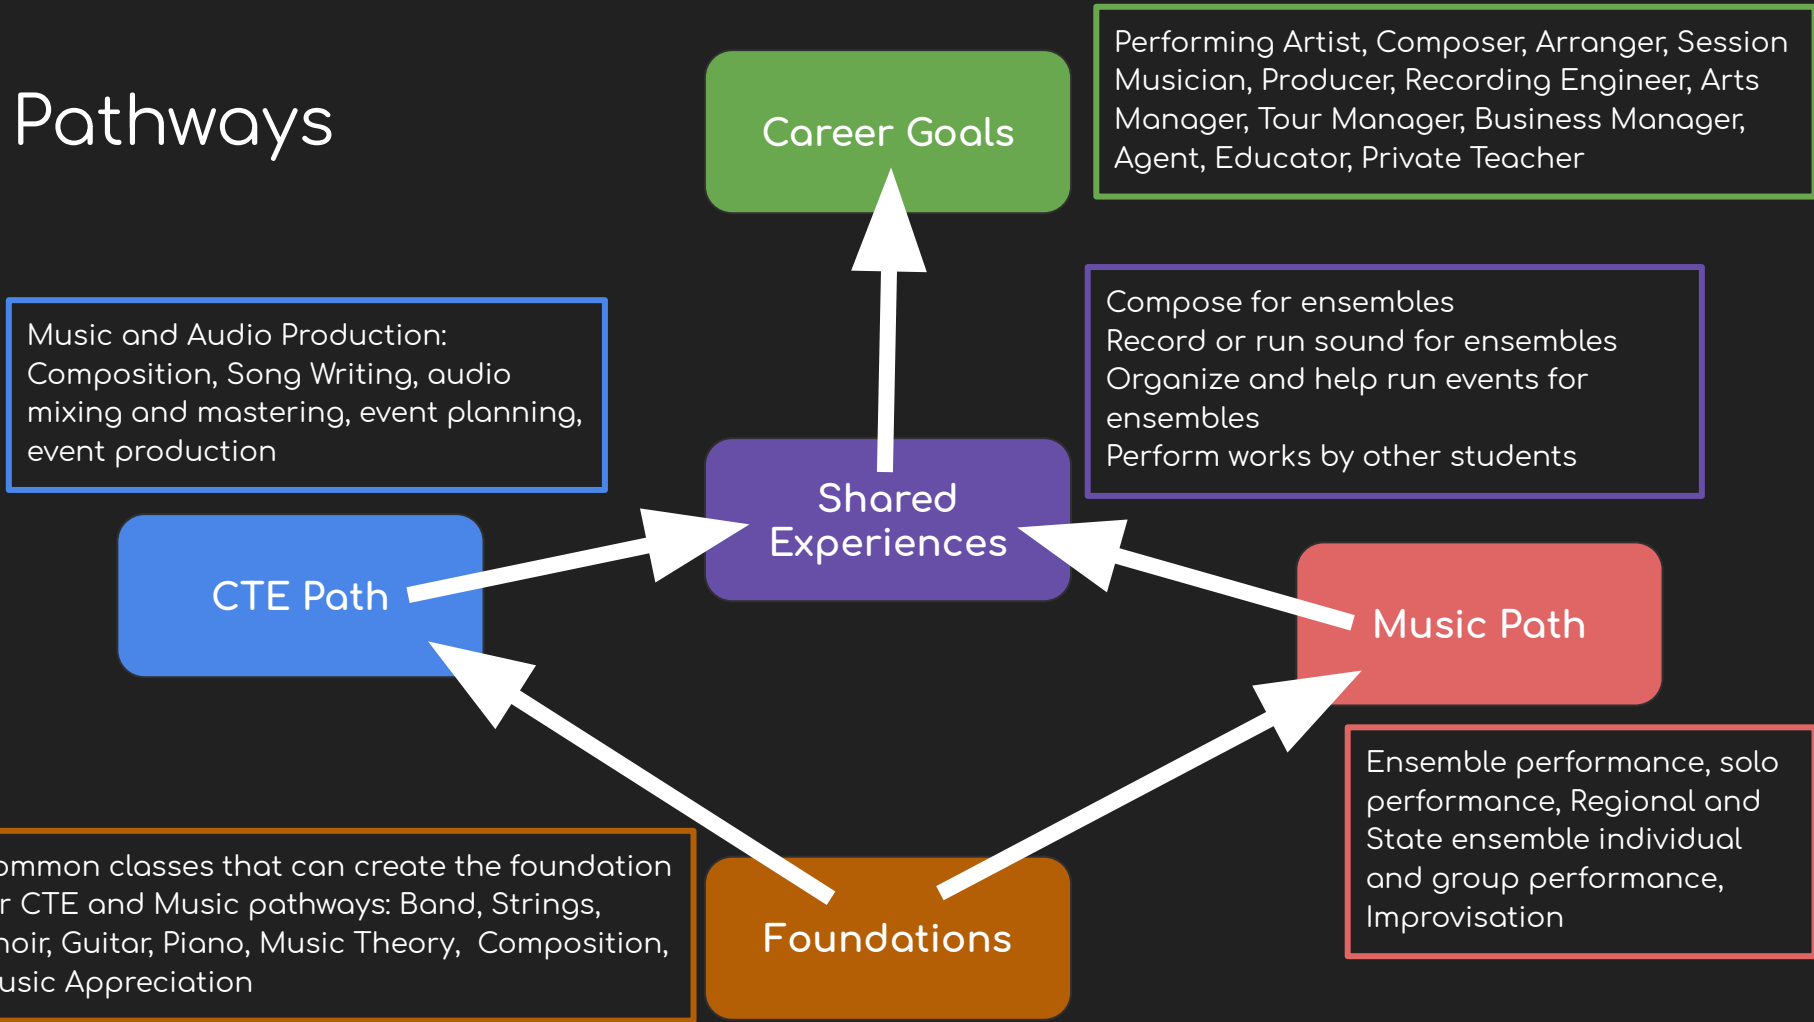 Pathways
Career Goals
Performing Artist, Composer, Arranger, Session
Musician, Producer, Recording Engineer, Arts
Manager, Tour Manager, Business Manager,
Agent, Educator, Private Teacher
Music and Audio Production:
Composition, Song Writing, audio
mixing and mastering, event planning,
event production
Compose for ensembles
Record or run sound for ensembles
Organize and help run events for
ensembles
Perform works by other students
Shared
Experiences
CTE Path
Music Path
Ensemble performance, solo
performance, Regional and
State ensemble individual
and group performance,
Improvisation
classes that can create the foundation
CTE and Music pathways: Band, Strings,
Guitar, Piano, Music Theory,  Composition,
Appreciation
Foundations